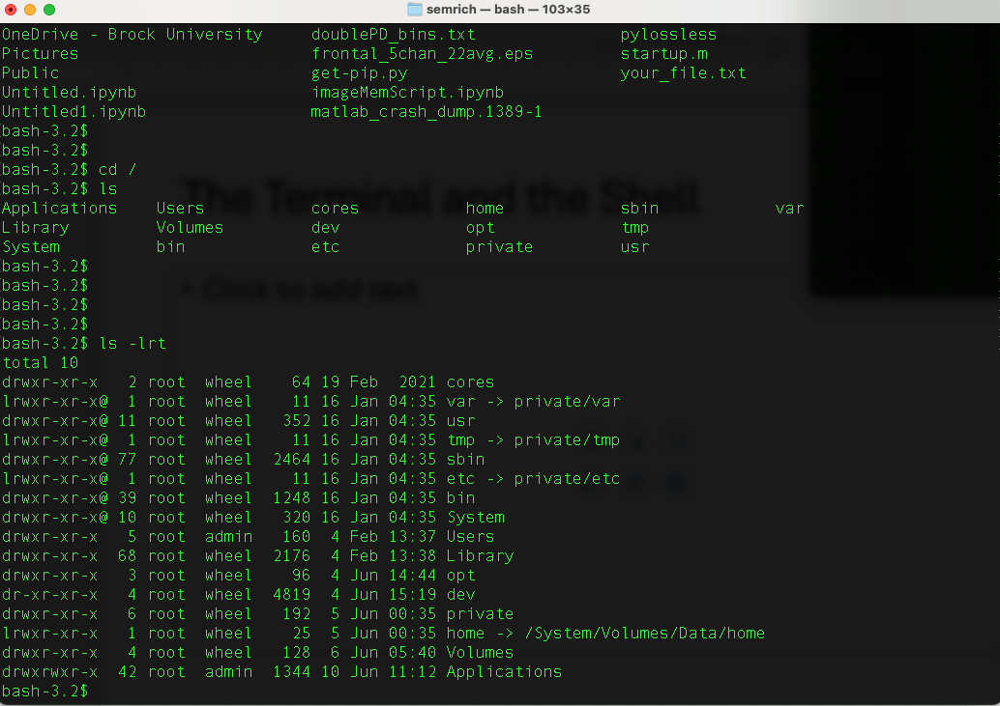 semrich — bash — 103×35
OneDrive - Brock University doublePD_bins.txt pylossless
Pictures frontal_5chan_22avg.eps startup.m
Public get-pip.py your_file.txt
Untitled.ipynb imageMemScript.ipynb
Untitled1.ipynb matlab_crash_dump.1389-1
bash-3.2$
bash-3.2$
bash-3.2$ cd /
bash-3.2$ ls
Applications Users cores home sbin var
Library Volumes dev opt tmp
System bin etc private usr
bash-3.2$
bash-3.2$
bash-3.2$
bash-3.2$
bash-3.2$ ls -lrt
total 10
drwxr-xr-x 2 root wheel 64 19 Feb 2021 cores
lrwxr-xr-x@ 1 root wheel 11 16 Jan 04:35 var -> private/var
drwxr-xr-x@ 11 root wheel 352 16 Jan 04:35 usr
lrwxr-xr-x@ 1 root wheel 11 16 Jan 04:35 tmp -> private/tmp
drwxr-xr-x@ 77 root wheel 2464 16 Jan 04:35 sbin
lrwxr-xr-x@ 1 root wheel 11 16 Jan 04:35 etc -> private/etc
drwxr-xr-x@ 39 root wheel 1248 16 Jan 04:35 bin
drwxr-xr-x@ 10 root wheel 320 16 Jan 04:35 System
drwxr-xr-x 5 root admin 160 4 Feb 13:37 Users
drwxr-xr-x 68 root wheel 2176 4 Feb 13:38 Library
drwxr-xr-x 3 root wheel 96 4 Jun 14:44 opt
dr-xr-xr-x 4 root wheel 4819 4 Jun 15:19 dev
drwxr-xr-x 6 root wheel 192 5 Jun 00:35 private
lrwxr-xr-x 1 root wheel 25 5 Jun 00:35 home -> /System/Volumes/Data/home
drwxr-xr-x 4 root wheel 128 6 Jun 05:40 Volumes
drwxrwxr-x 42 root admin 1344 10 Jun 11:12 Applications
bash-3.2$
The Terminal and the Shell
• Click to add text